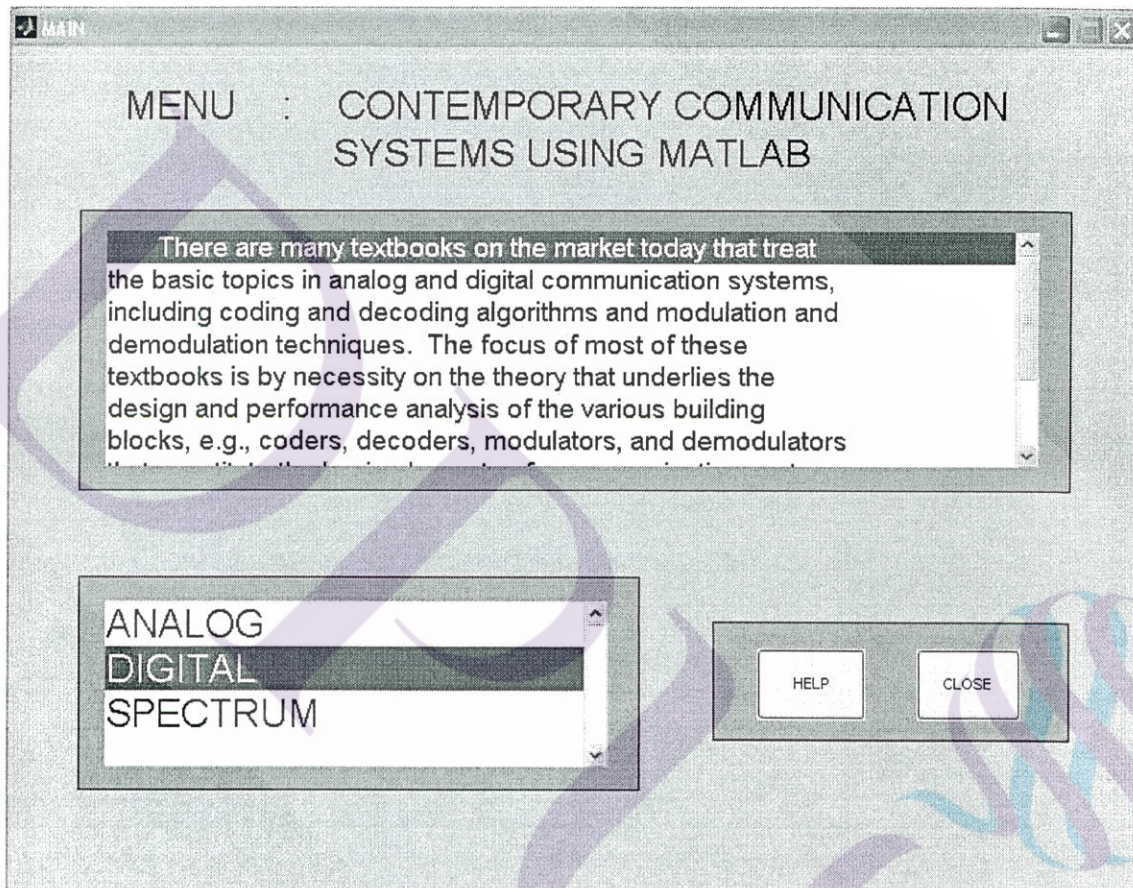 MAIN
MENU : CONTEMPORARY COMMUNICATION
SYSTEMS USING MATLAB
There are many textbooks on the market today that treat
the basic topics in analog and digital communication systems,
including coding and decoding algorithms and modulation and
demodulation techniques. The focus of most of these
textbooks is by necessity on the theory that underlies the
design and performance analysis of the various building
blocks, e.g., coders, decoders, modulators, and demodulators
ANALOG
DIGITAL
SPECTRUM
HELP
CLOSE